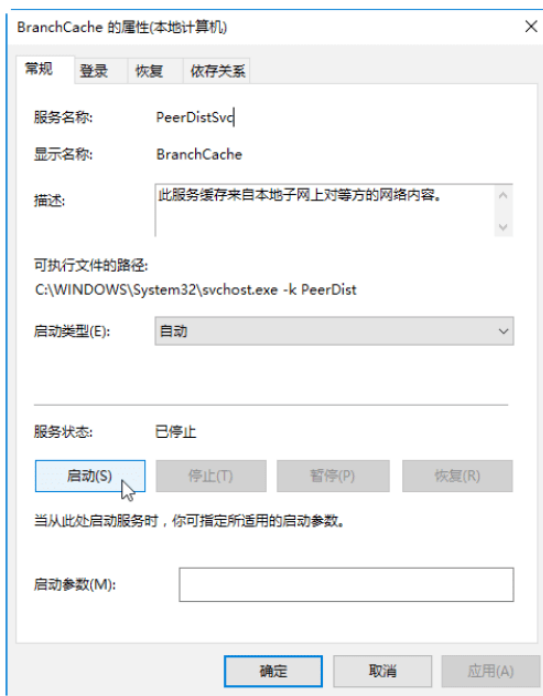 BranchCache 的属性(本地计算机)
常规 登录 恢复 依存关系
服务名称: PeerDistSvc
显示名称: BranchCache
描述: 此服务缓存来自本地子网上对等方的网络内容。
可执行文件的路径:
C:\WINDOWS\System32\svchost.exe -k PeerDist
启动类型(E): 自动
服务状态: 已停止
启动(S) 停止(T) 暂停(P) 恢复(R)
当从此处启动服务时，你可指定所适用的启动参数。
启动参数(M):
确定 取消 应用(A)